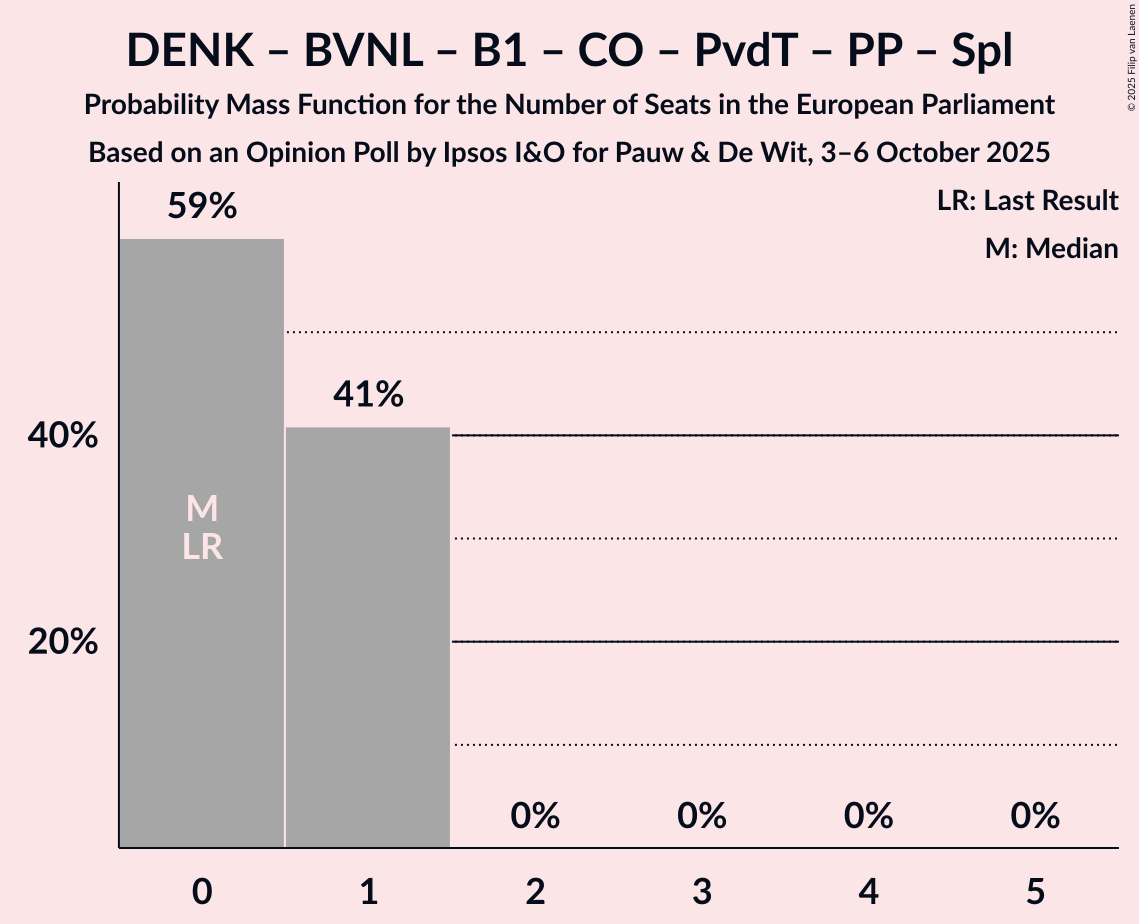 DENK – BVNL – B1 – CO – PvdT – PP – Spl
Probability Mass Function for the Number of Seats in the European Parliament
Based on an Opinion Poll by Ipsos I&O for Pauw & De Wit, 3–6 October 2025
© 2025 Filip van Laenen
LR: Last Result
M: Median
59%
41%
40%
M
LR
20%
0% 0% 0% 0%
0 1 2 3 4 5